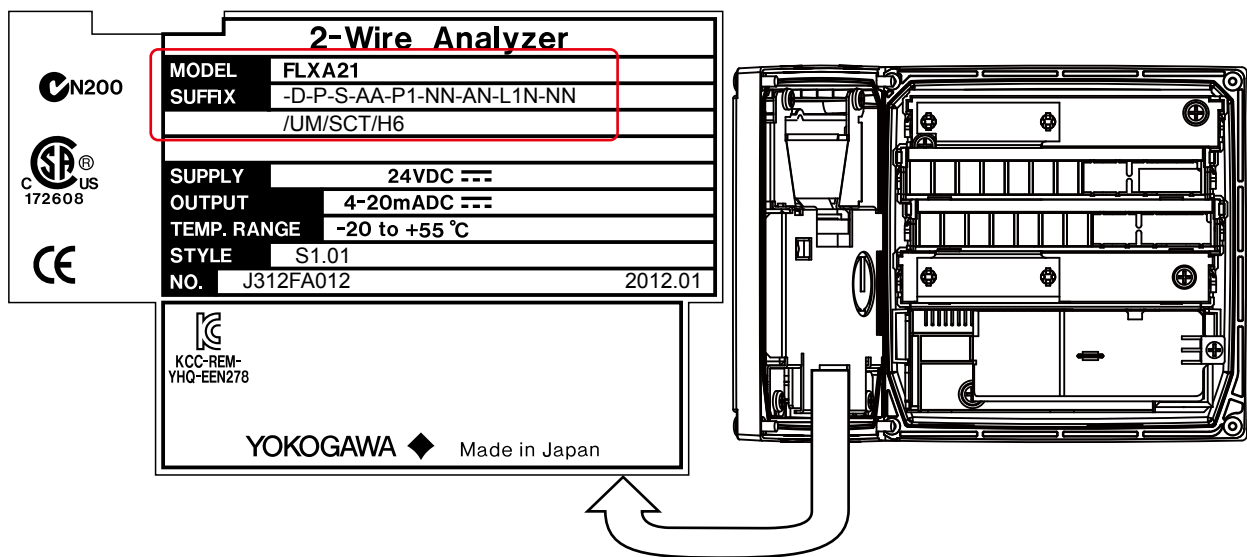 2-Wire Analyzer
MODEL FLXA21
SUFFIX -D-P-S-AA-P1-NN-AN-L1N-NN
/UM/SCT/H6
SUPPLY 24VDC
OUTPUT 4-20mADC
TEMP. RANGE -20 to +55 °C
STYLE S1.01
NO. J312FA012 2012.01
N200
SA ®
C US
172608
CE
KCC-REM-
YHQ-EEN278
YOKOGAWA ◆ Made in Japan